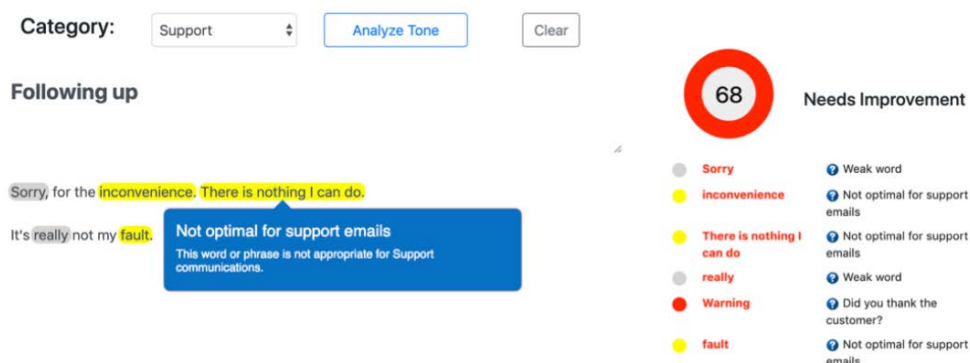 Category:
Support
Analyze Tone
Clear
Following up
68
Needs Improvement
Sorry, for the inconvenience. There is nothing I can do.
It's really not my fault.
Not optimal for support emails
This word or phrase is not appropriate for Support
communications.
Sorry
Weak word
inconvenience
Not optimal for support
emails
There is nothing I
can do
Not optimal for support
emails
really
Weak word
Warning
Did you thank the
customer?
fault
Not optimal for support
emails